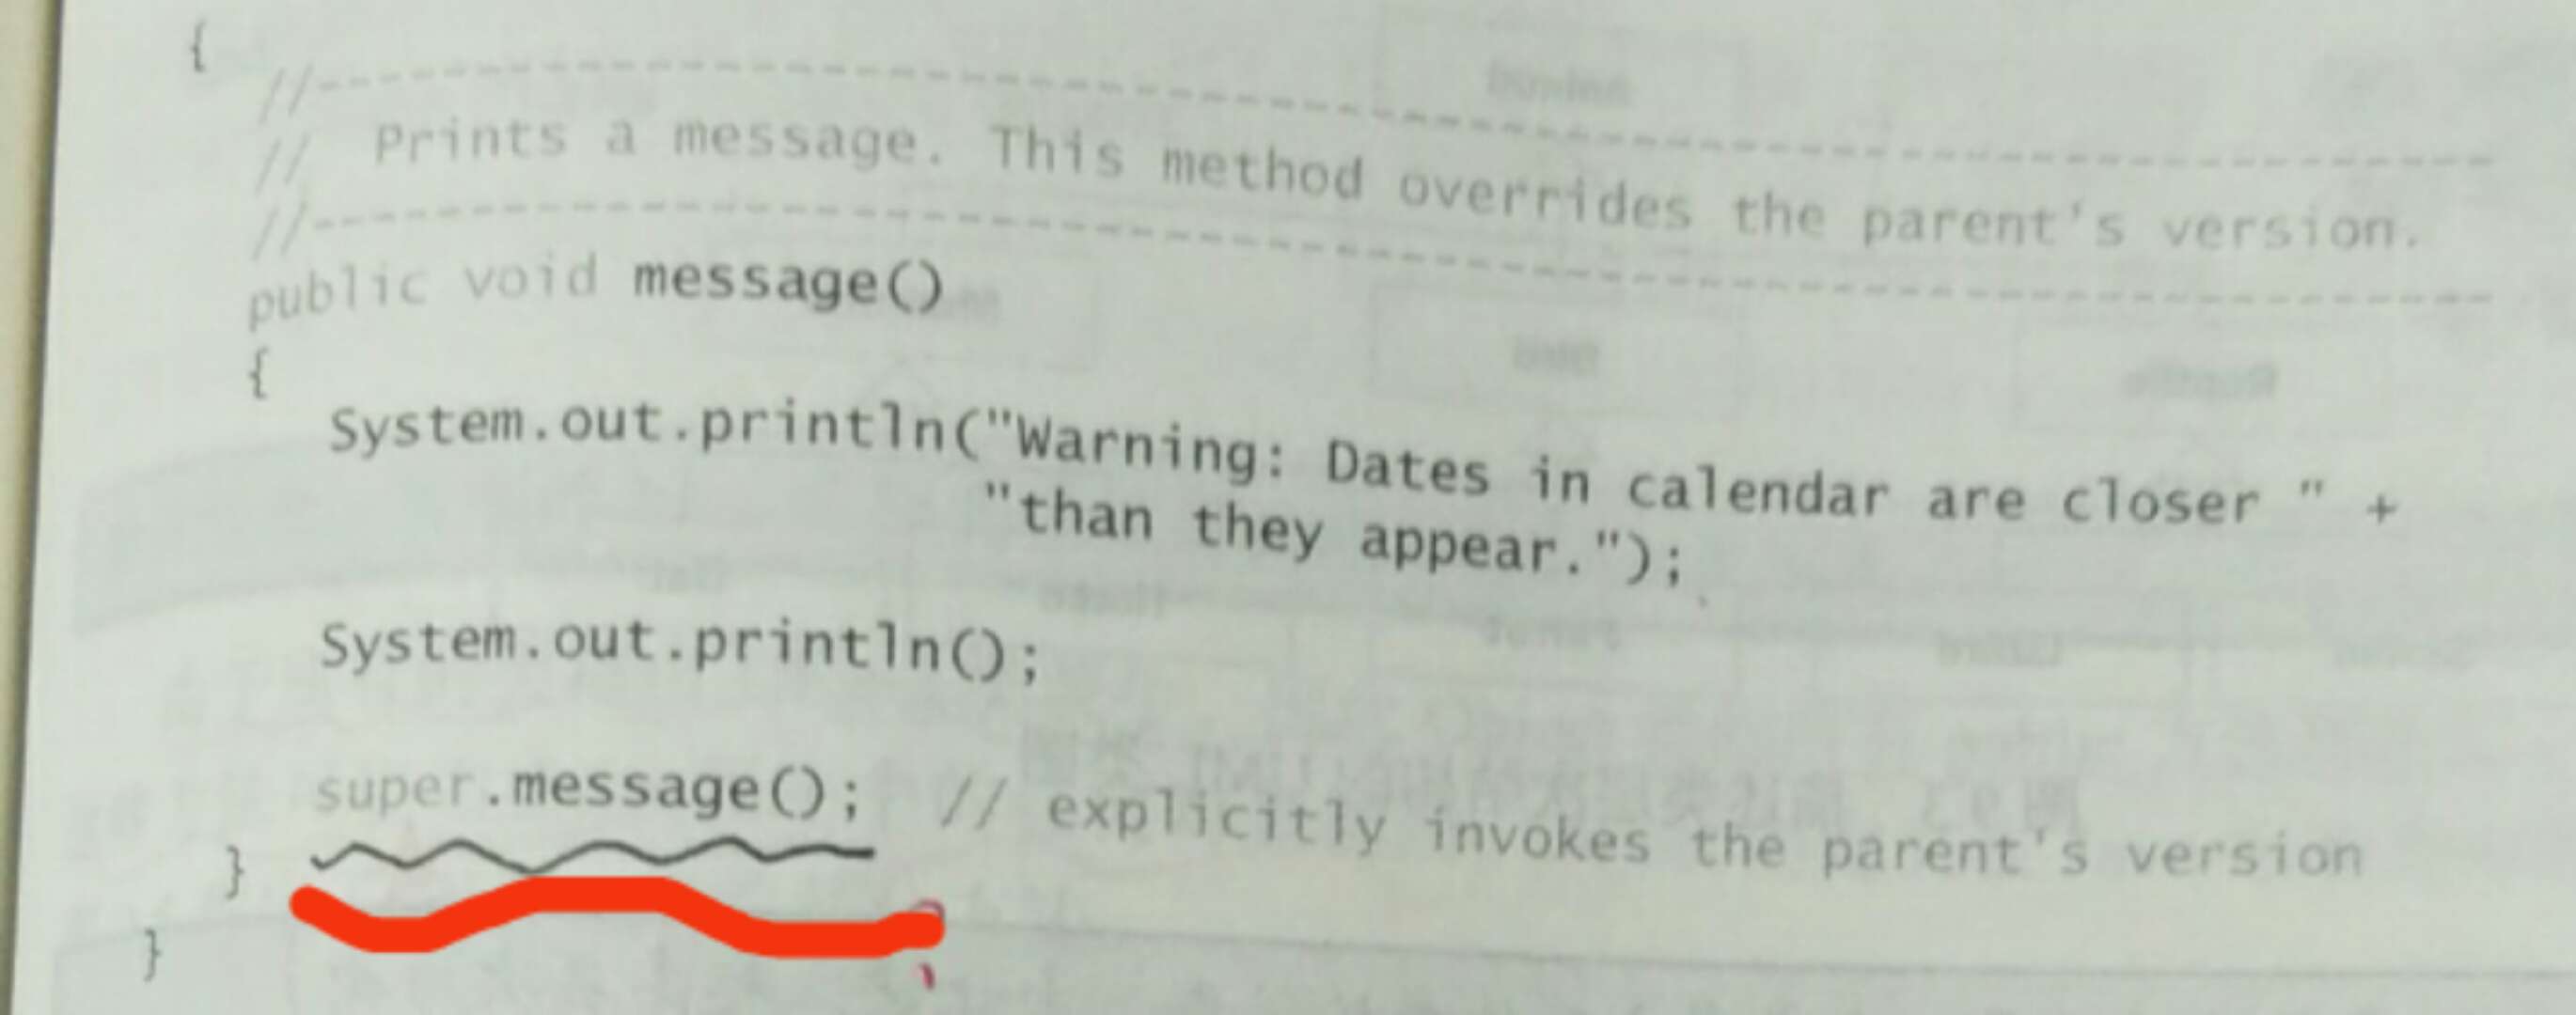 {
//--------------------------------------------------------
// Prints a message. This method overrides the parent's version.
//--------------------------------------------------------
public void message()
{
System.out.println("Warning: Dates in calendar are closer " +
"than they appear.");
System.out.println();
super.message(); // explicitly invokes the parent's version
}
}